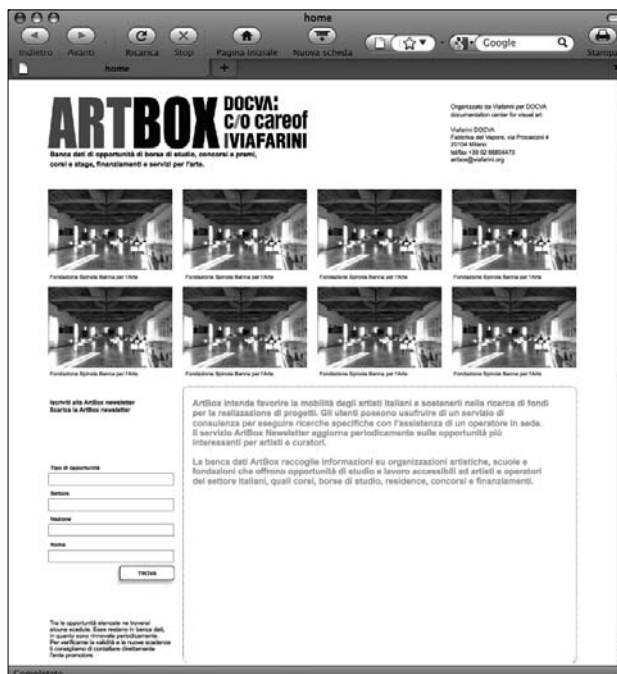 home
Indietro Avanti Ricarica Stop Pagina iniziale Nuova scheda Google Stampa
home +
ARTBOX DOCVA:
c/o careof
VIAFARINI
Banca dati di opportunità di borsa di studio, concorsi e premi,
corsi e stage, finanziamenti e servizi per l'arte.
Organizzato da Viafarini per DOCVA
documentation center for visual art
Viafarini DOCVA
Fabbrica del Vapore, via Procaccini 4
20154 Milano
tel/fax +39 02 66804473
artbox@viafarini.org
Fondazione Spinola Banna per l'Arte Fondazione Spinola Banna per l'Arte Fondazione Spinola Banna per l'Arte Fondazione Spinola Banna per l'Arte
Fondazione Spinola Banna per l'Arte Fondazione Spinola Banna per l'Arte Fondazione Spinola Banna per l'Arte Fondazione Spinola Banna per l'Arte
Iscriviti alla ArtBox newsletter
Scarica la ArtBox newsletter
ArtBox intende favorire la mobilità degli artisti italiani e sostenerli nella ricerca di fondi
per la realizzazione di progetti. Gli utenti possono usufruire di un servizio di
consulenza per eseguire ricerche specifiche con l'assistenza di un operatore in sede.
Il servizio ArtBox Newsletter aggiorna periodicamente sulle opportunità più
interessanti per artisti e curatori.
La banca dati ArtBox raccoglie informazioni su organizzazioni artistiche, scuole e
fondazioni che offrono opportunità di studio e lavoro accessibili ad artisti e operatori
del settore italiani, quali corsi, borse di studio, residenze, concorsi e finanziamenti.
Tipo di opportunità
Settore
Nazione
Nome
TROVA
Tra le opportunità elencate ne troverai
alcune scadute. Esse restano in banca dati,
in quanto sono rinnovate periodicamente.
Per verificarne la validità e le nuove scadenze
ti consigliamo di contattare direttamente
l'ente promotore.
Completato